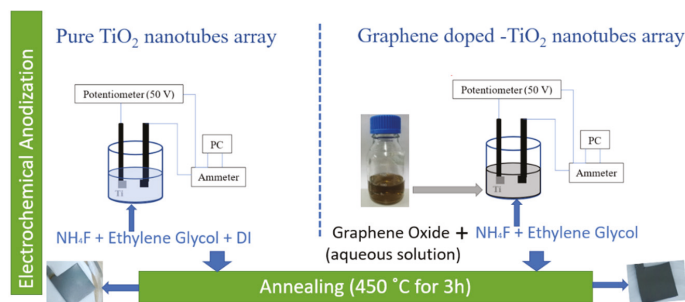 Electrochemical Anodization
Pure TiO₂ nanotubes array
Potentiometer (50 V)
PC
Ammeter
Ti
NH₄F + Ethylene Glycol + DI
Graphene doped -TiO₂ nanotubes array
Potentiometer (50 V)
PC
Ammeter
Ti
Graphene Oxide + NH₄F + Ethylene Glycol
(aqueous solution)
Annealing (450 ˚C for 3h)